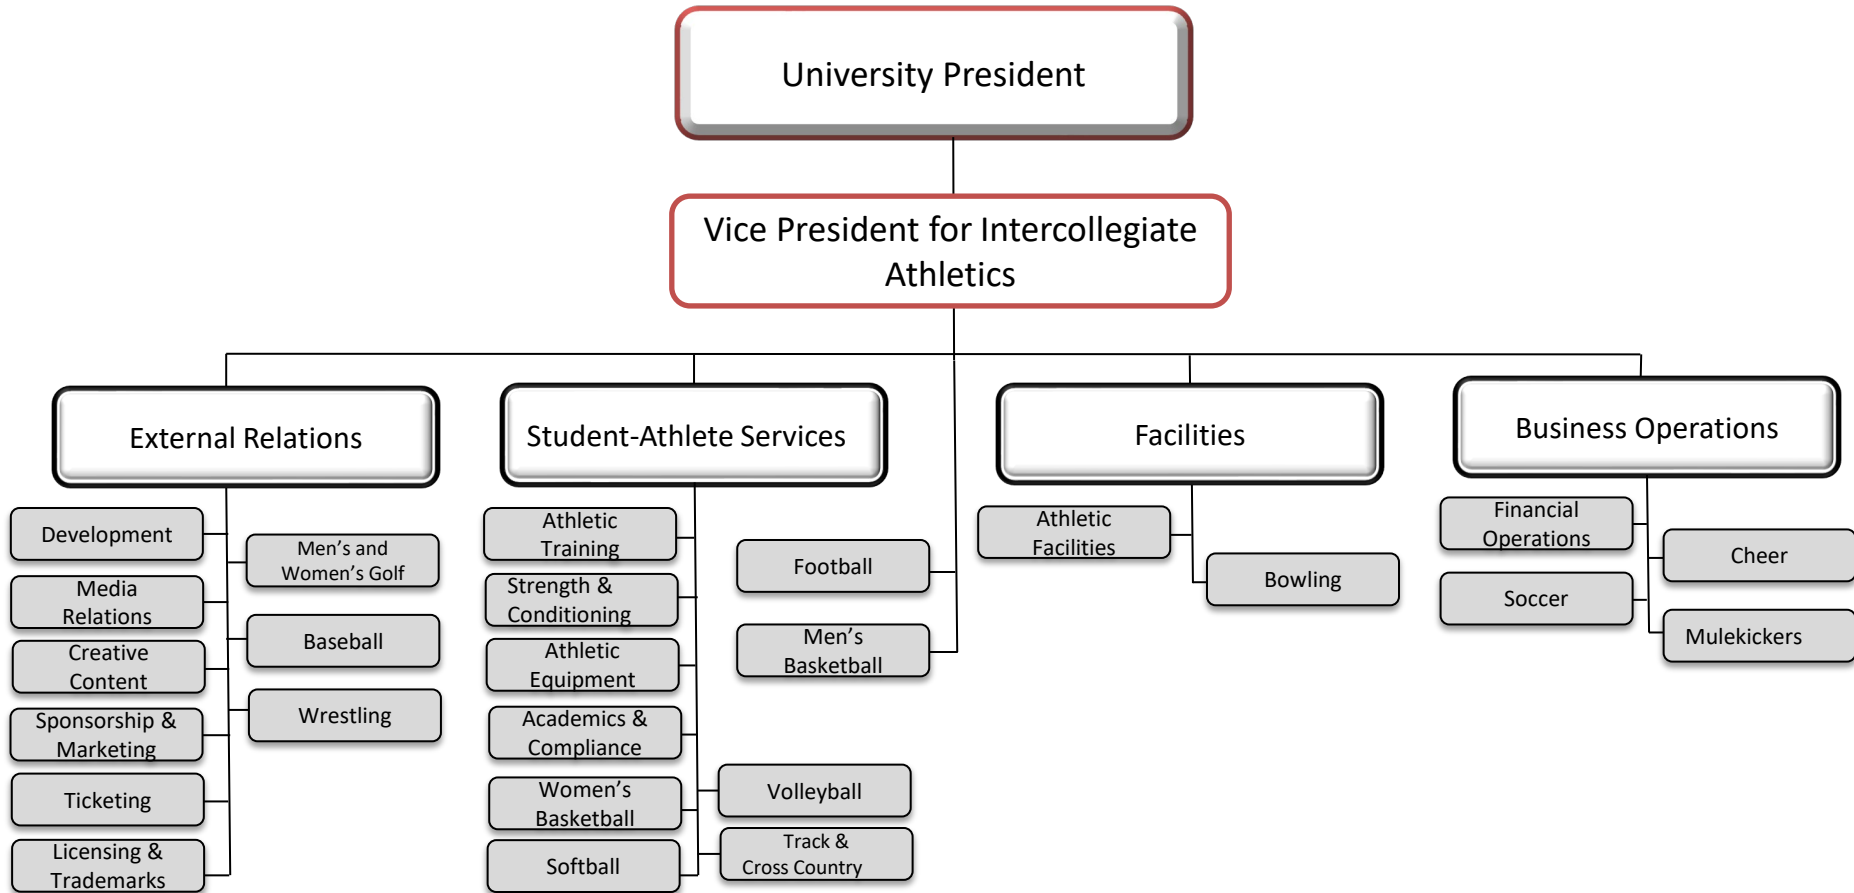 University President
Vice President for Intercollegiate
Athletics
External Relations
Student-Athlete Services
Facilities
Business Operations
Development
Media
Relations
Creative
Content
Sponsorship &
Marketing
Ticketing
Licensing &
Trademarks
Men’s and
Women’s Golf
Baseball
Wrestling
Athletic
Training
Strength &
Conditioning
Athletic
Equipment
Academics &
Compliance
Women’s
Basketball
Softball
Volleyball
Track &
Cross Country
Football
Men’s
Basketball
Athletic
Facilities
Bowling
Financial
Operations
Soccer
Cheer
Mulekickers